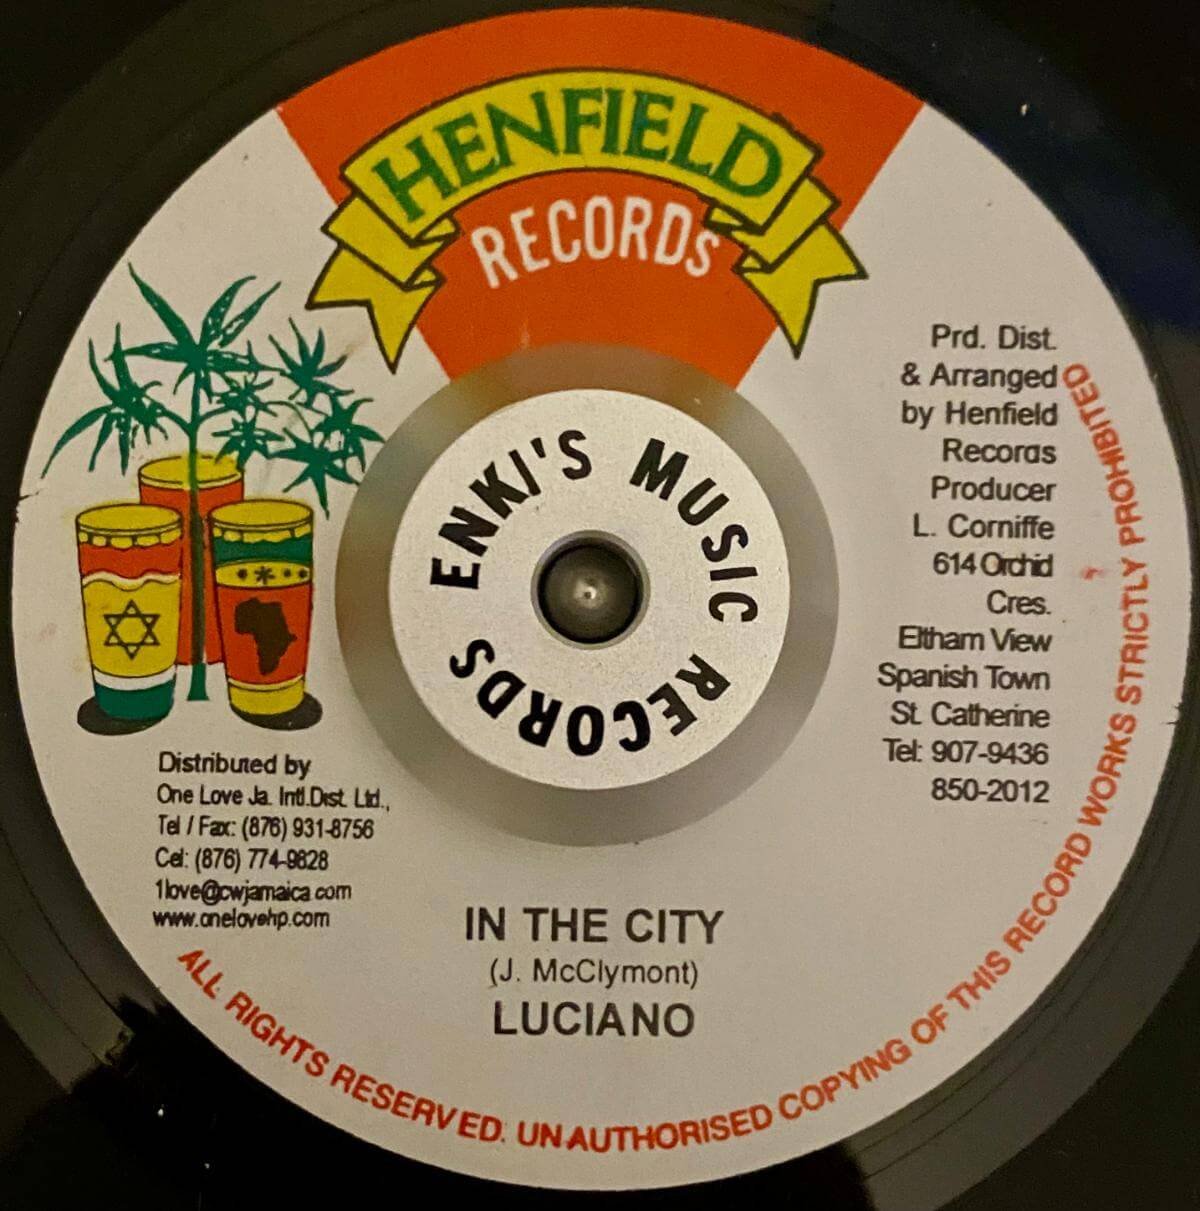 HENFIELD
RECORDS
Prd. Dist.
& Arranged
by Henfield
Records
Producer
L. Corniffe
614 Orchid
Cres.
Eltham View
Spanish Town
St. Catherine
Tel: 907-9436
850-2012
ENKI'S MUSIC RECORDS
Distributed by
One Love Ja. Intl.Dist. Ltd.,
Tel / Fax: (876) 931-8756
Cel: (876) 774-9828
1love@cwjamaica.com
www.onelovehp.com
IN THE CITY
(J. McClymont)
LUCIANO
ALL RIGHTS RESERVED. UNAUTHORISED COPYING OF THIS RECORD WORKS STRICTLY PROHIBITED